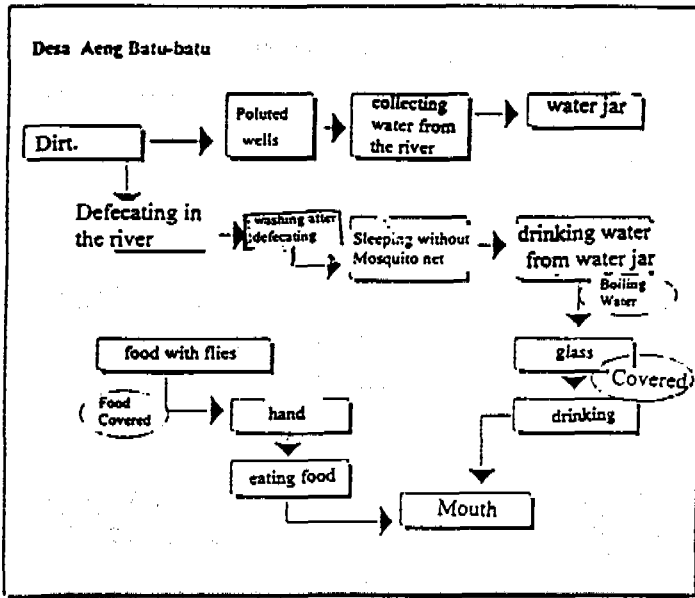 Desa Aeng Batu-batu
Dirt.
Poluted
wells
collecting
water from
the river
water jar
Defecating in
the river
washing after
defecating
Sleeping without
Mosquito net
drinking water
from water jar
Boiling
Water
food with flies
glass
Covered
Food
Covered
hand
drinking
eating food
Mouth